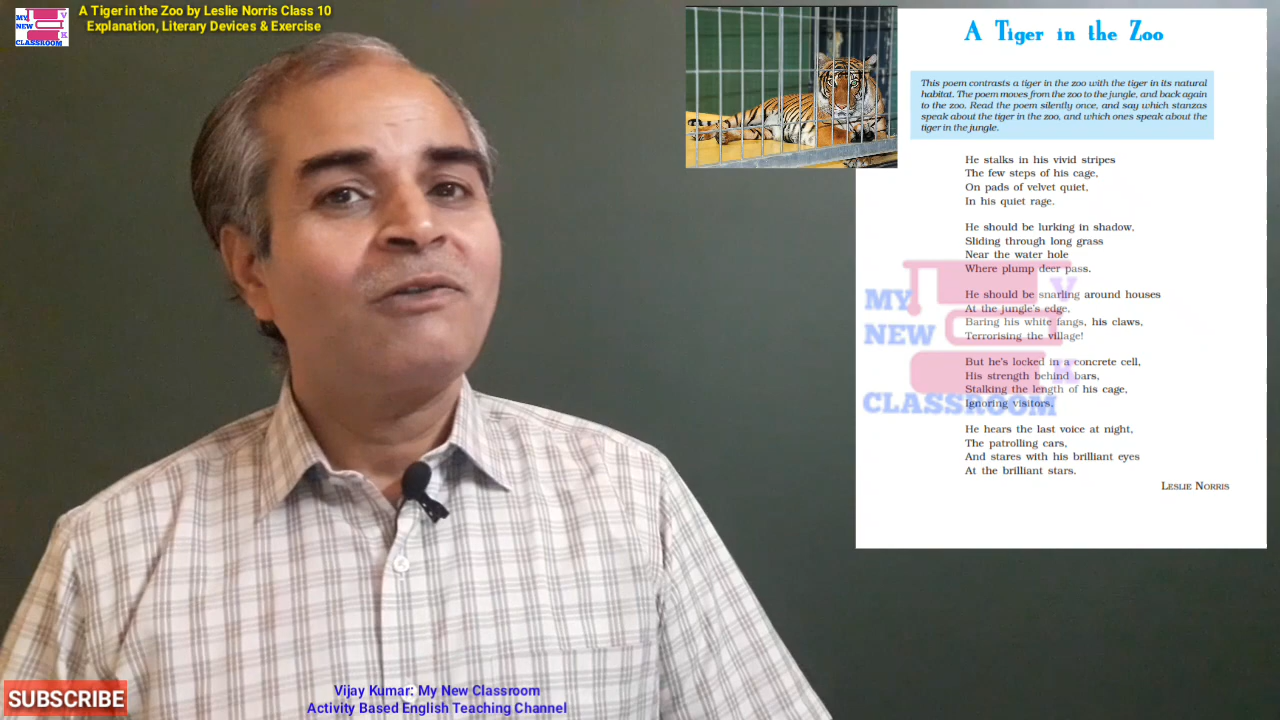 MY
NEW
CLASSROOM
V
K
A Tiger in the Zoo by Leslie Norris Class 10
Explanation, Literary Devices & Exercise
A Tiger in the Zoo
This poem contrasts a tiger in the zoo with the tiger in its natural
habitat. The poem moves from the zoo to the jungle, and back again
to the zoo. Read the poem silently once, and say which stanzas
speak about the tiger in the zoo, and which ones speak about the
tiger in the jungle.
He stalks in his vivid stripes
The few steps of his cage,
On pads of velvet quiet,
In his quiet rage.
He should be lurking in shadow,
Sliding through long grass
Near the water hole
Where plump deer pass.
He should be snarling around houses
At the jungle's edge,
Baring his white fangs, his claws,
Terrorising the village!
But he's locked in a concrete cell,
His strength behind bars,
Stalking the length of his cage,
Ignoring visitors.
He hears the last voice at night,
The patrolling cars,
And stares with his brilliant eyes
At the brilliant stars.
LESLIE NORRIS
MY
NEW
CLASSROOM
V
K
SUBSCRIBE
Vijay Kumar: My New Classroom
Activity Based English Teaching Channel